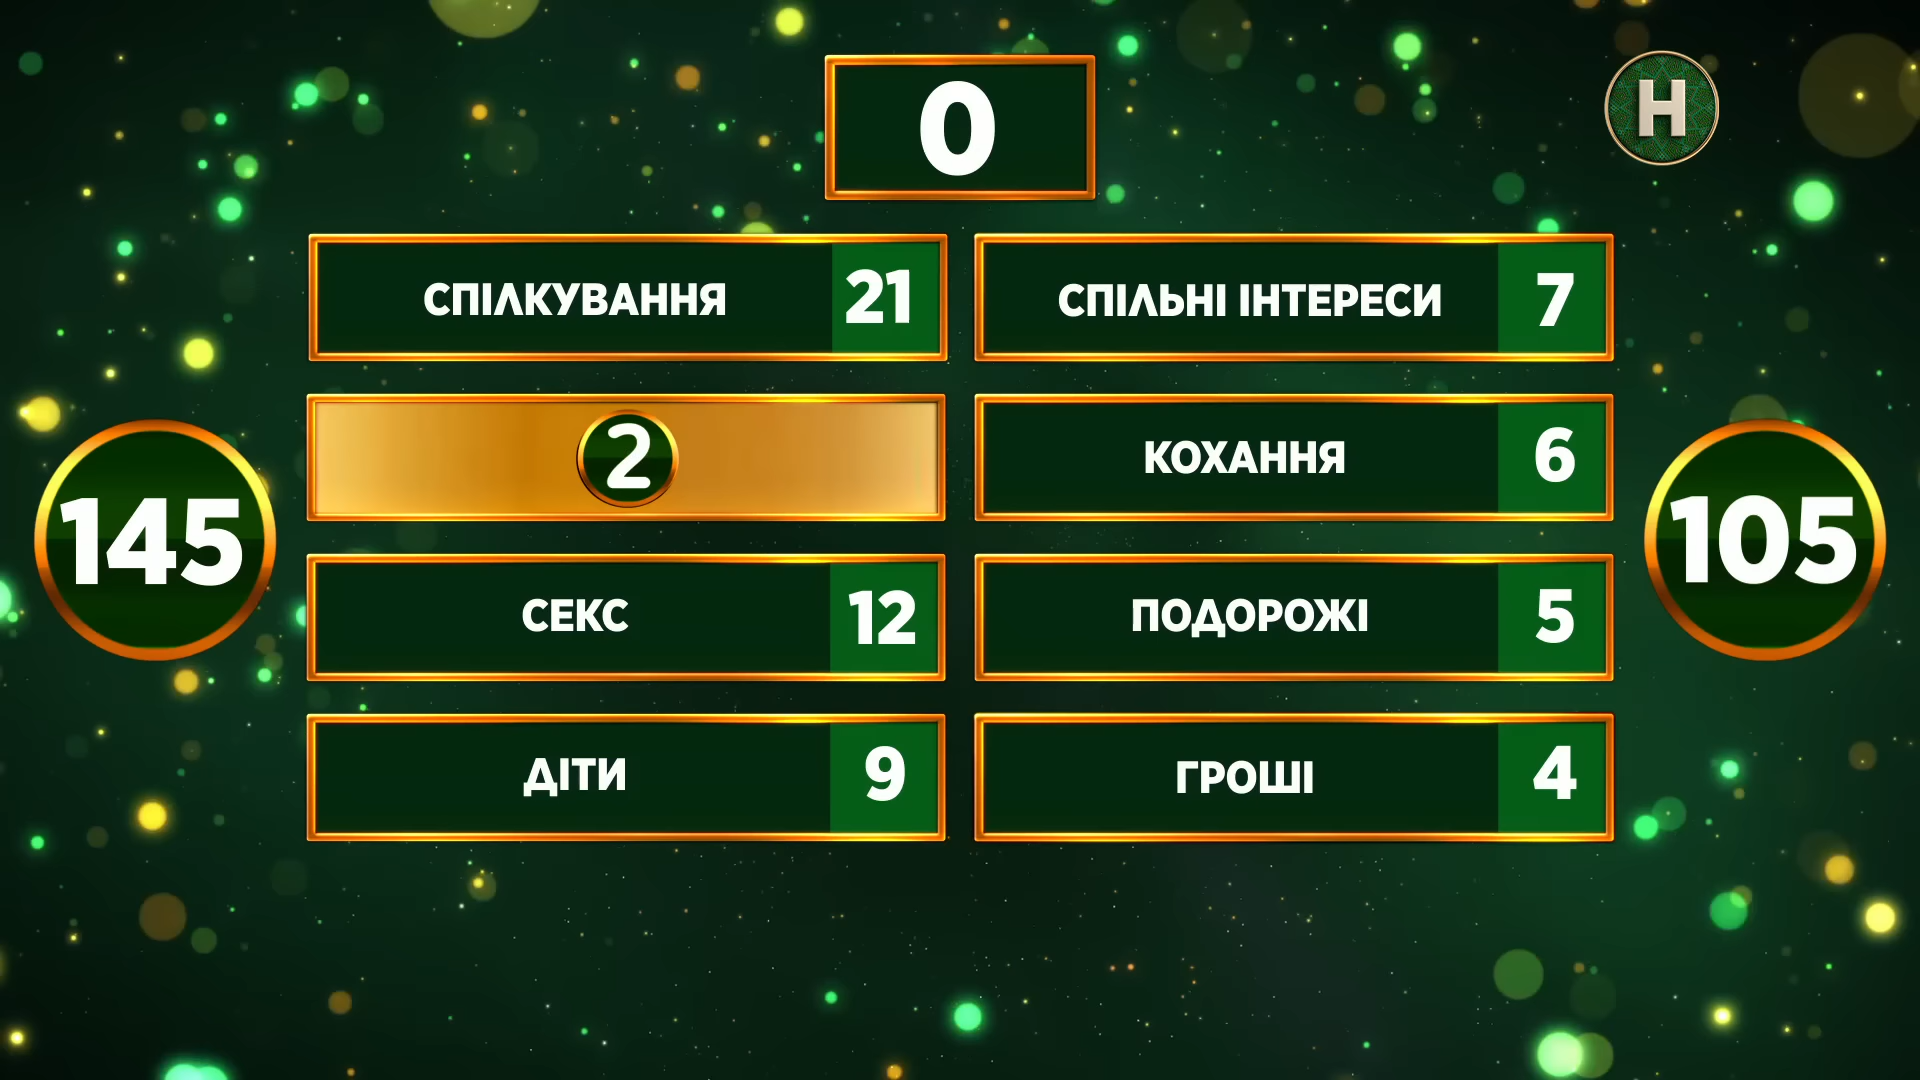 0
Н
СПІЛКУВАННЯ 21
2
СЕКС 12
ДІТИ 9
СПІЛЬНІ ІНТЕРЕСИ 7
КОХАННЯ 6
ПОДОРОЖІ 5
ГРОШІ 4
145
105